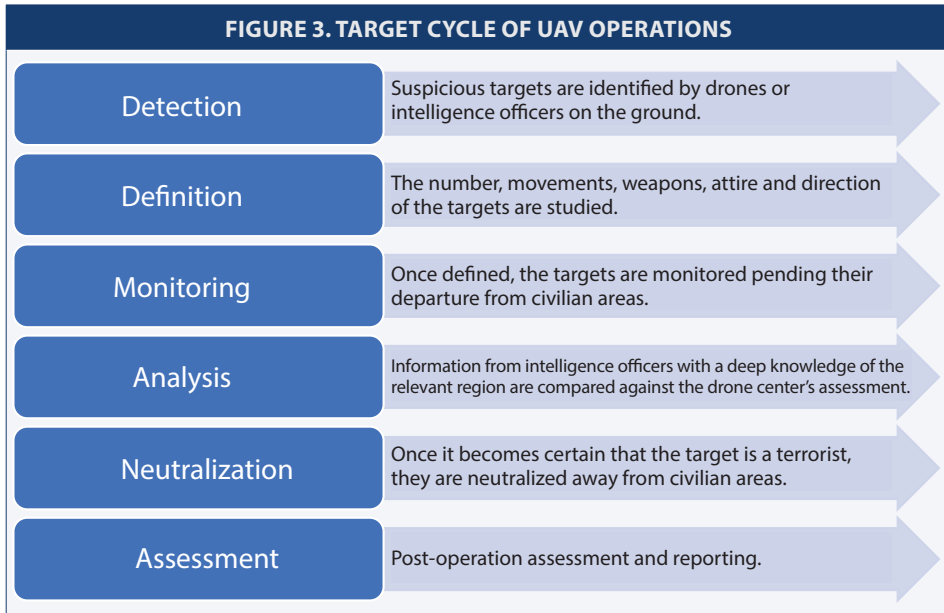 FIGURE 3. TARGET CYCLE OF UAV OPERATIONS
Detection
Suspicious targets are identified by drones or
intelligence officers on the ground.
Definition
The number, movements, weapons, attire and direction
of the targets are studied.
Monitoring
Once defined, the targets are monitored pending their
departure from civilian areas.
Analysis
Information from intelligence officers with a deep knowledge of the
relevant region are compared against the drone center's assessment.
Neutralization
Once it becomes certain that the target is a terrorist,
they are neutralized away from civilian areas.
Assessment
Post-operation assessment and reporting.